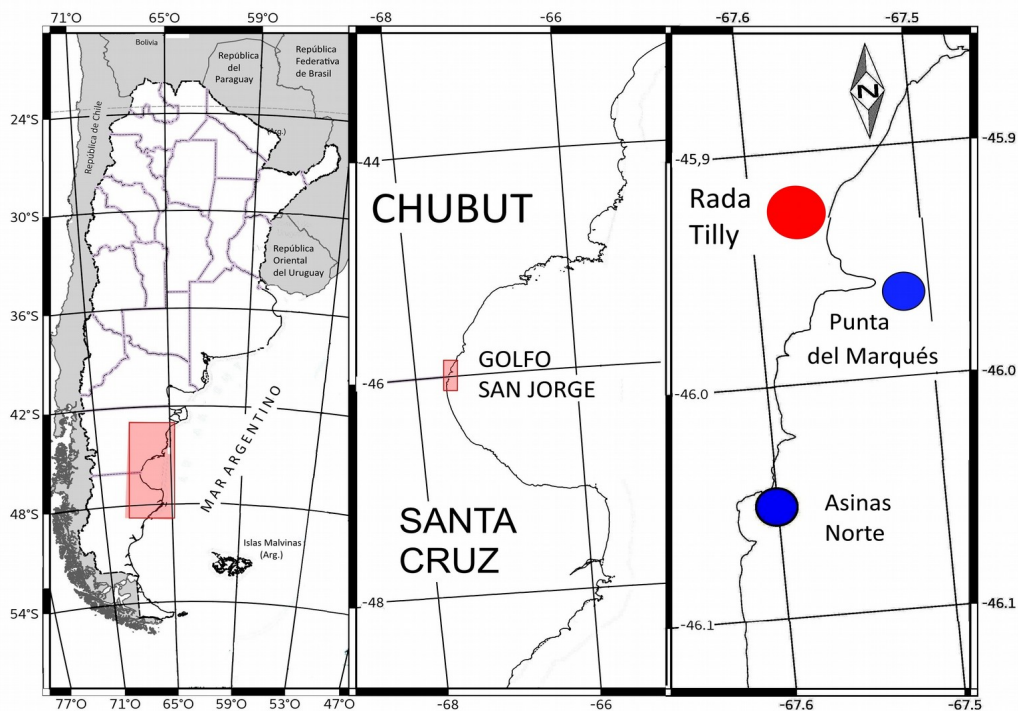 71°O
65°O
59°O
Bolivia
República
del
Paraguay
República
Federativa
de Brasil
República de Chile
(Arg.)
República
Oriental
del Uruguay
24°S
30°S
36°S
42°S
48°S
54°S
MAR ARGENTINO
Islas Malvinas
(Arg.)
77°O
71°O
65°O
59°O
53°O
47°O
-68
-66
-44
CHUBUT
GOLFO
SAN JORGE
-46
SANTA
CRUZ
-48
-68
-66
-67.6
-67.5
N
-45.9
-45.9
Rada
Tilly
Punta
del Marqués
-46.0
-46.0
Asinas
Norte
-46.1
-46.1
-67.6
-67.5